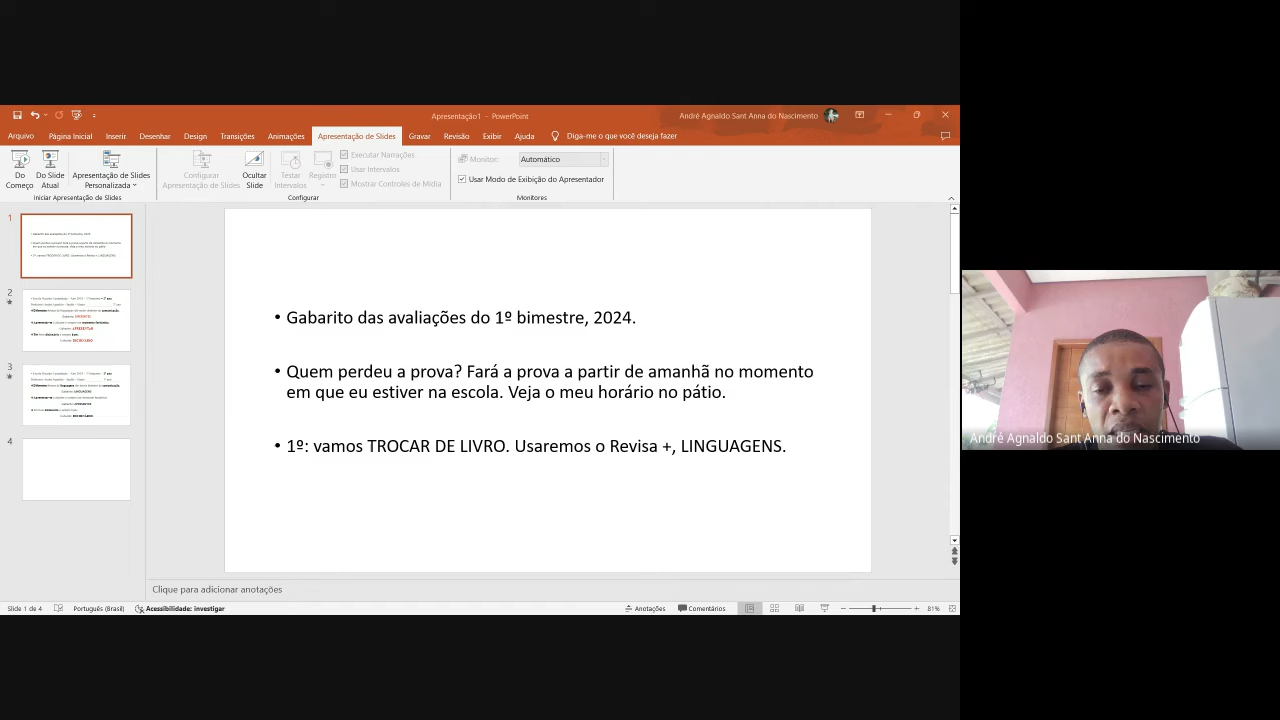 Apresentação1 - PowerPoint
André Agnaldo Sant Anna do Nascimento
Arquivo Página Inicial Inserir Desenhar Design Transições Animações Apresentação de Slides Gravar Revisão Exibir Ajuda Diga-me o que você deseja fazer
Do Começo
Do Slide Atual
Apresentação de Slides Personalizada
Iniciar Apresentação de Slides
Configurar Apresentação de Slides
Ocultar Slide
Testar Intervalos
Registro
Executar Narrações
Usar Intervalos
Mostrar Controles de Mídia
Configurar
Monitor: Automático
Usar Modo de Exibição do Apresentador
Monitores
1
2
3
4
• Gabarito das avaliações do 1º bimestre, 2024.
• Quem perdeu a prova? Fará a prova a partir de amanhã no momento
em que eu estiver na escola. Veja o meu horário no pátio.
• 1º: vamos TROCAR DE LIVRO. Usaremos o Revisa +, LINGUAGENS.
Clique para adicionar anotações
Slide 1 de 4 Português (Brasil) Acessibilidade: investigar Anotações Comentários 81%
André Agnaldo Sant Anna do Nascimento